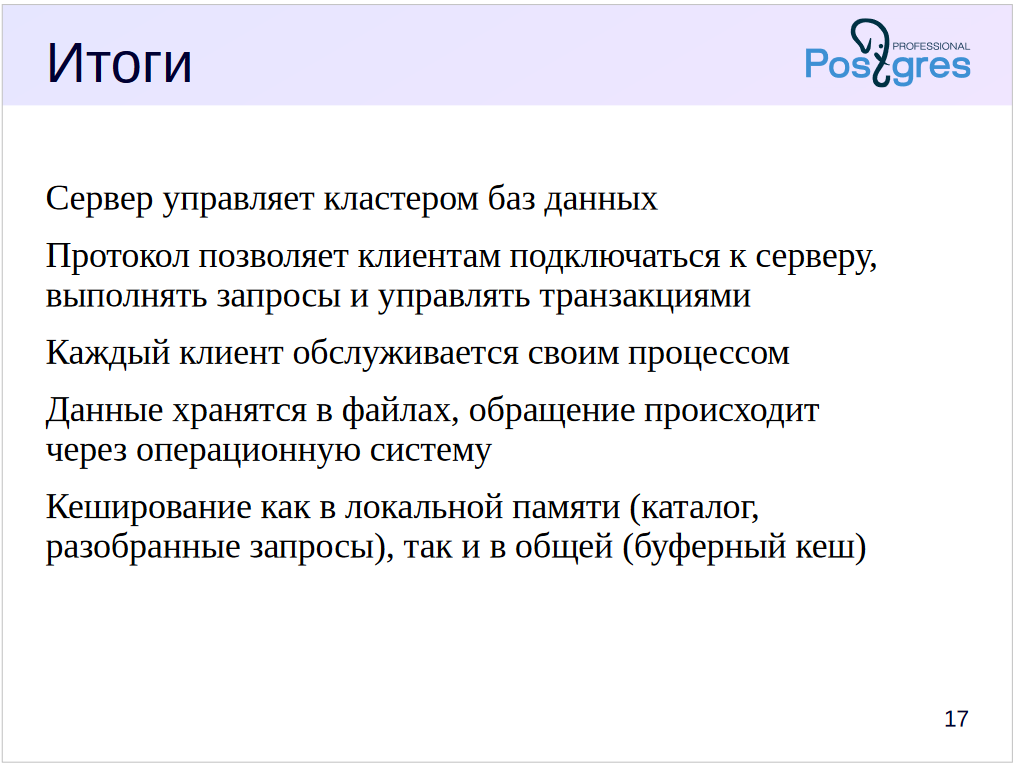 Итоги
PROFESSIONAL
Postgres
Сервер управляет кластером баз данных
Протокол позволяет клиентам подключаться к серверу,
выполнять запросы и управлять транзакциями
Каждый клиент обслуживается своим процессом
Данные хранятся в файлах, обращение происходит
через операционную систему
Кеширование как в локальной памяти (каталог,
разобранные запросы), так и в общей (буферный кеш)
17